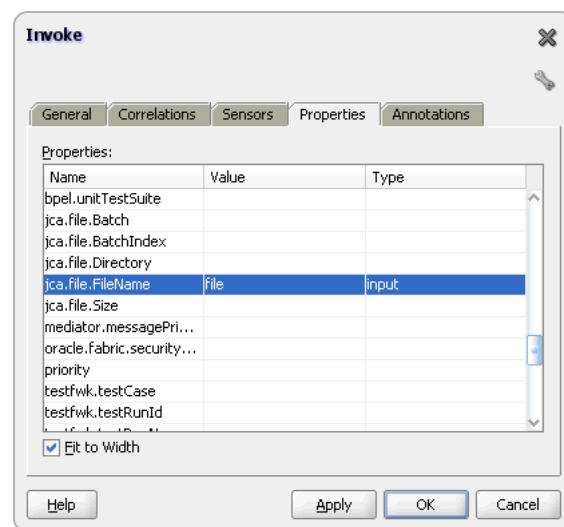 Invoke
General Correlations Sensors Properties Annotations
Properties:
Name Value Type
bpel.unitTestSuite
jca.file.Batch
jca.file.BatchIndex
jca.file.Directory
jca.file.FileName file input
jca.file.Size
mediator.messagePri...
oracle.fabric.security...
priority
testfwk.testCase
testfwk.testRunId
Fit to Width
Help Apply OK Cancel